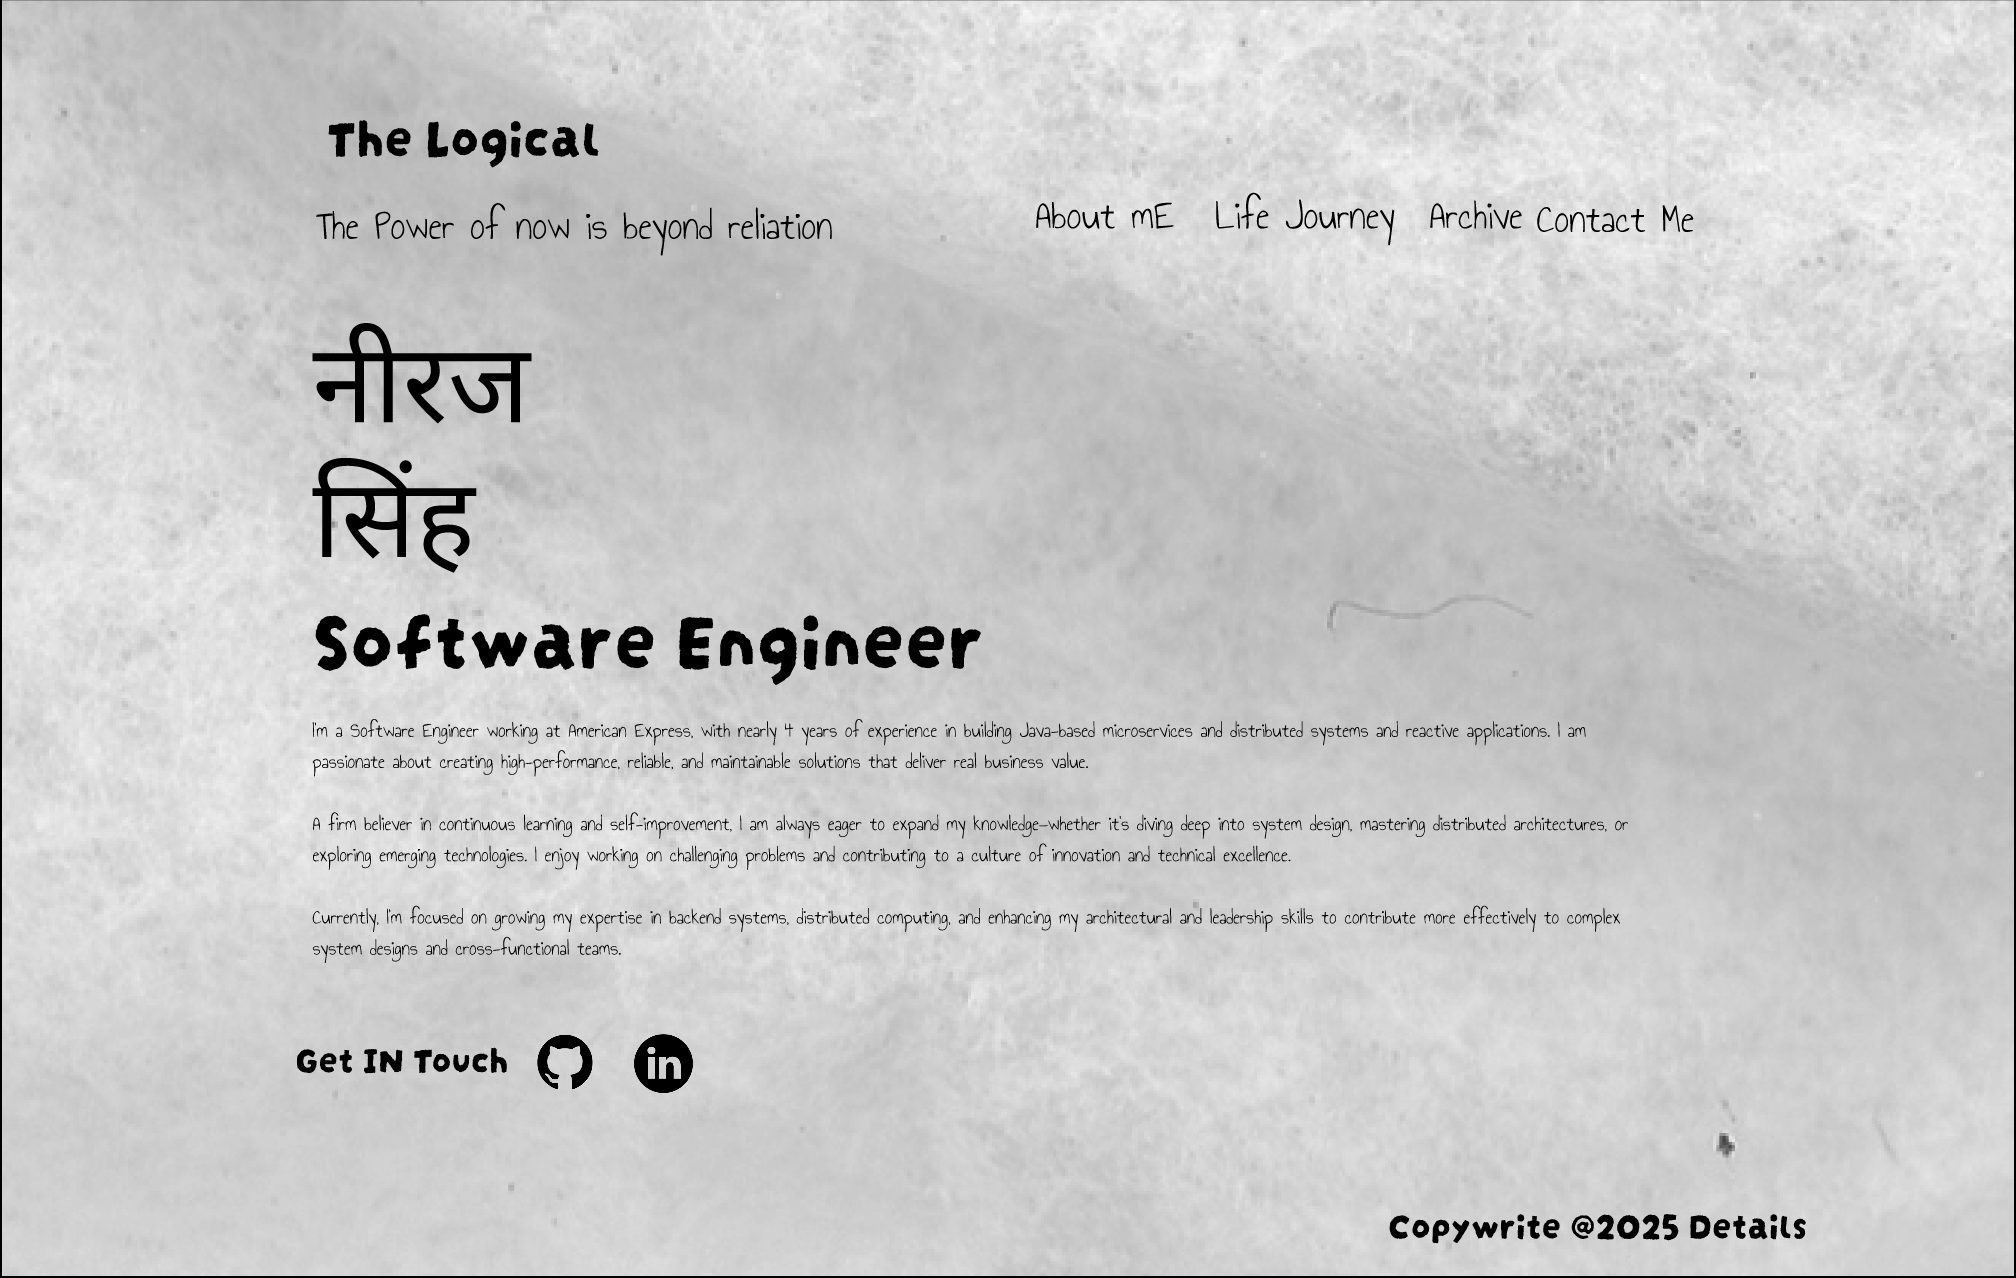 The Logical
The Power of now is beyond reliation
About mE Life Journey Archive Contact Me
नीरज
सिंह
Software Engineer
I'm a Software Engineer working at American Express, with nearly 4 years of experience in building Java-based microservices and distributed systems and reactive applications. I am
passionate about creating high-performance, reliable, and maintainable solutions that deliver real business value.
A firm believer in continuous learning and self-improvement, I am always eager to expand my knowledge—whether it's diving deep into system design, mastering distributed architectures, or
exploring emerging technologies. I enjoy working on challenging problems and contributing to a culture of innovation and technical excellence.
Currently, I'm focused on growing my expertise in backend systems, distributed computing, and enhancing my architectural and leadership skills to contribute more effectively to complex
system designs and cross-functional teams.
Get IN Touch in
Copywrite @2025 Details